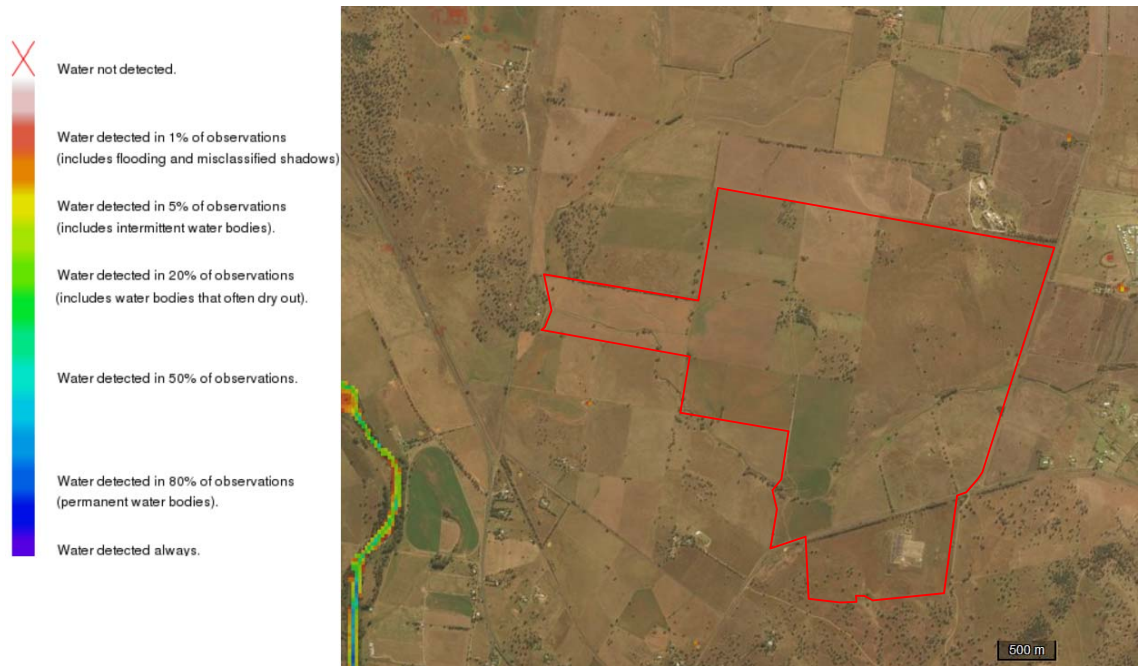 Water not detected.
Water detected in 1% of observations
(includes flooding and misclassified shadows)
Water detected in 5% of observations
(includes intermittent water bodies).
Water detected in 20% of observations
(includes water bodies that often dry out).
Water detected in 50% of observations.
Water detected in 80% of observations
(permanent water bodies).
Water detected always.
500 m